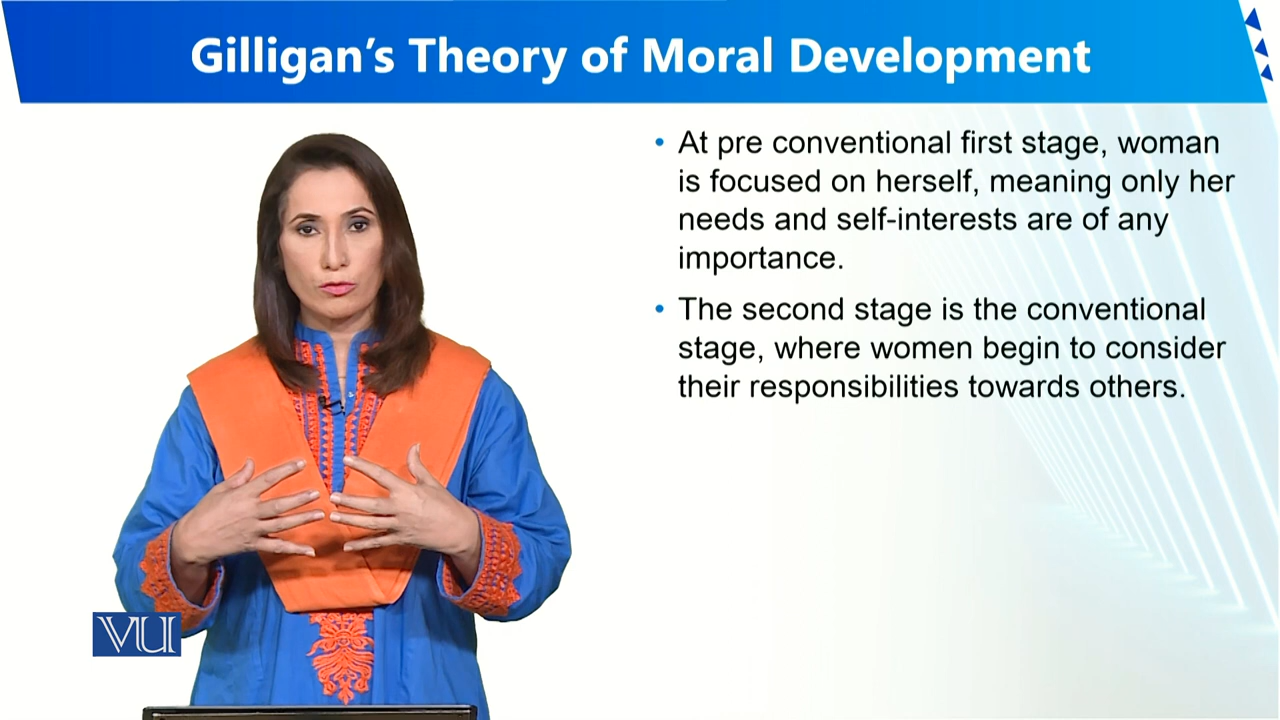 Gilligan’s Theory of Moral Development
• At pre conventional first stage, woman
is focused on herself, meaning only her
needs and self-interests are of any
importance.
• The second stage is the conventional
stage, where women begin to consider
their responsibilities towards others.
VU